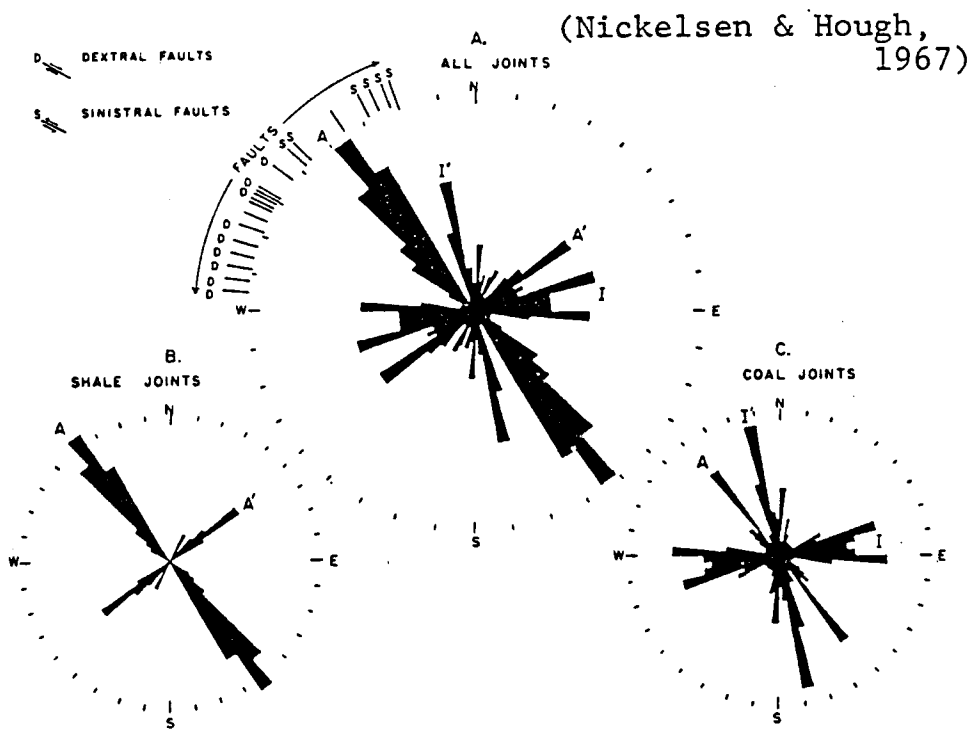 (Nickelsen & Hough,
1967)
D DEXTRAL FAULTS
S SINISTRAL FAULTS
A.
ALL JOINTS
N
FAULTS
S S S S
S S
D
D
D
D
D
D
D
D
D
A
I'
A'
I
W
E
S
B.
SHALE JOINTS
N
A
A'
W
E
S
C.
COAL JOINTS
N
I'
A
I
W
E
S